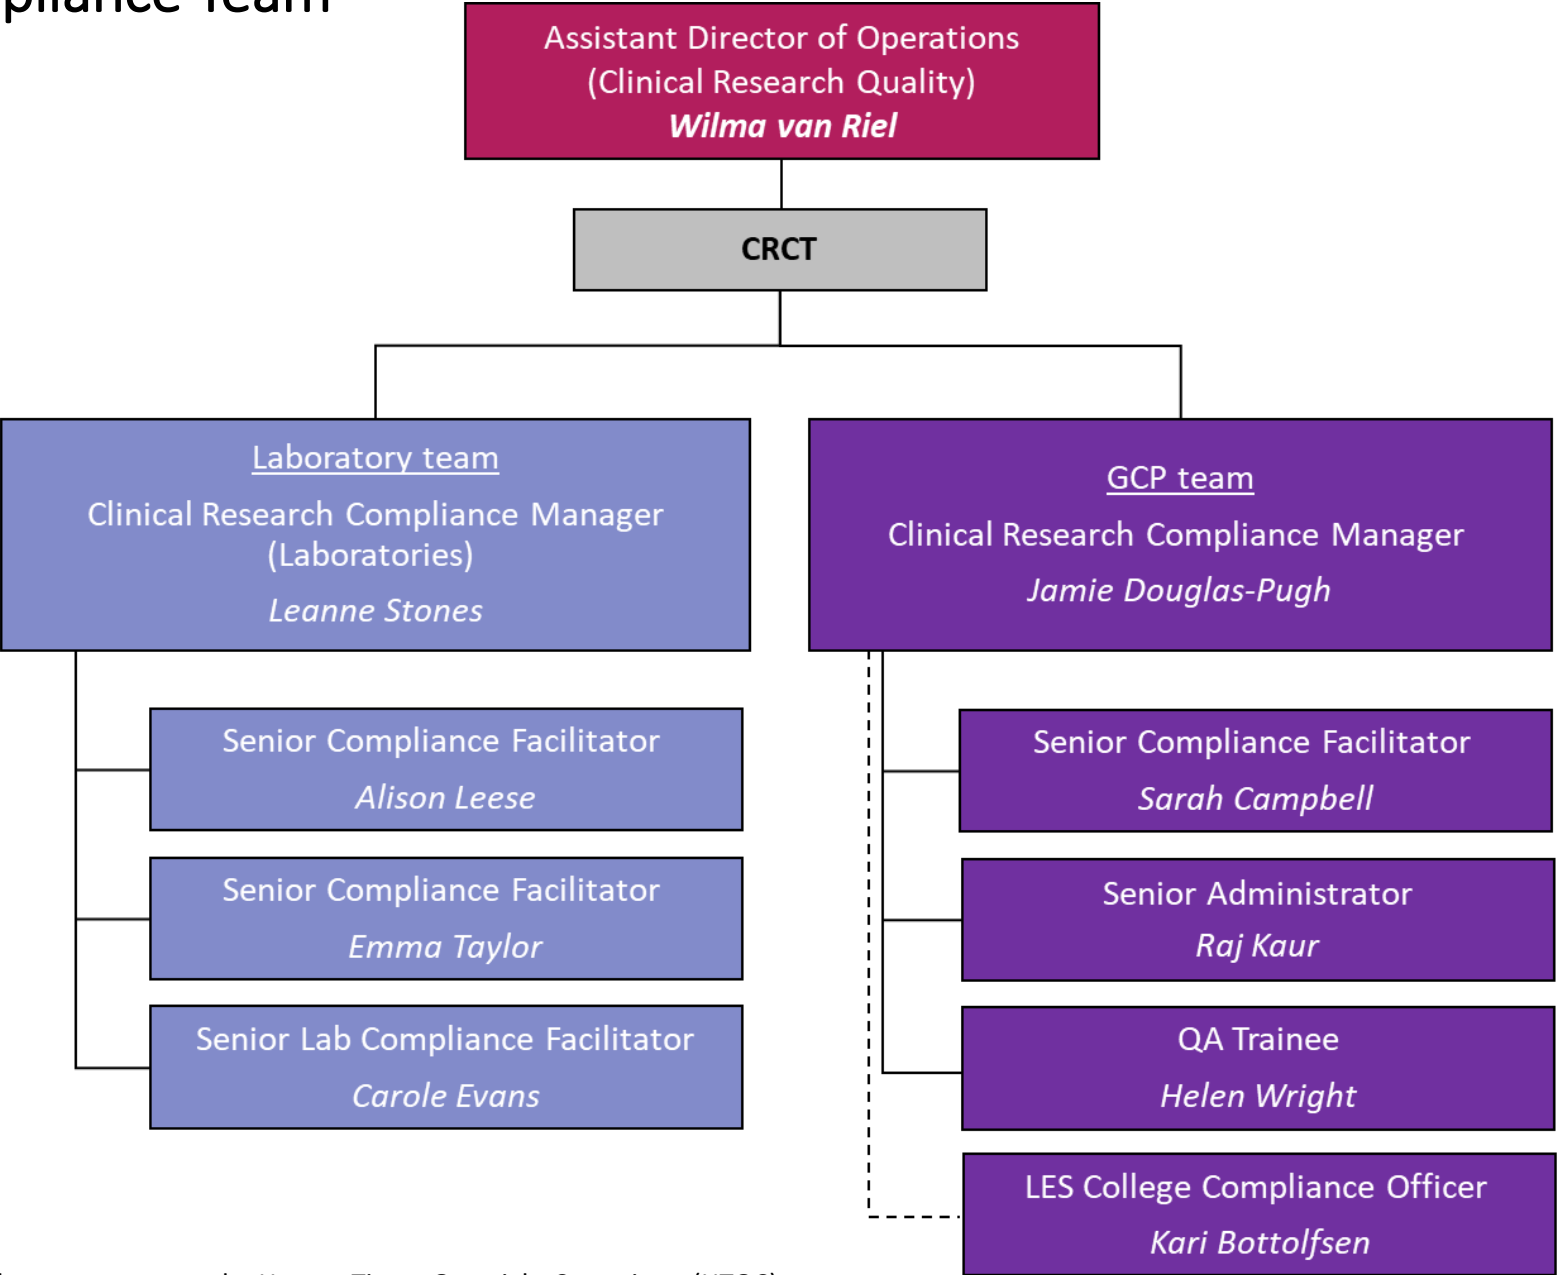 Team
Assistant Director of Operations
(Clinical Research Quality)
Wilma van Riel
CRCT
Laboratory team
Clinical Research Compliance Manager
(Laboratories)
Leanne Stones
GCP team
Clinical Research Compliance Manager
Jamie Douglas-Pugh
Senior Compliance Facilitator
Alison Leese
Senior Compliance Facilitator
Emma Taylor
Senior Lab Compliance Facilitator
Carole Evans
Senior Compliance Facilitator
Sarah Campbell
Senior Administrator
Raj Kaur
QA Trainee
Helen Wright
LES College Compliance Officer
Kari Bottolfsen